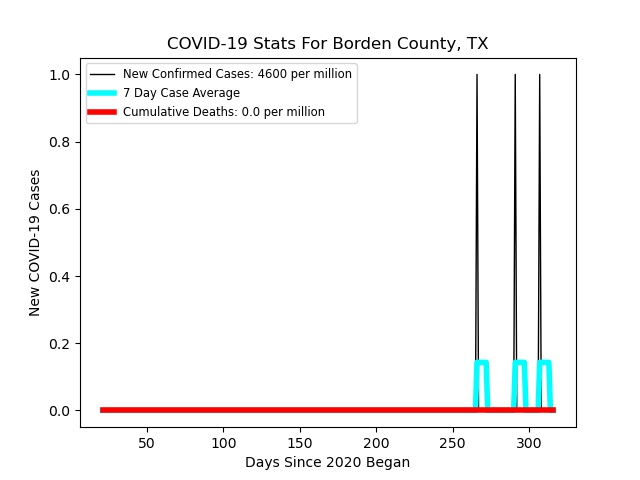 COVID-19 Stats For Borden County, TX
New Confirmed Cases: 4600 per million
7 Day Case Average
Cumulative Deaths: 0.0 per million
New COVID-19 Cases
1.0
0.8
0.6
0.4
0.2
0.0
50 100 150 200 250 300
Days Since 2020 Began